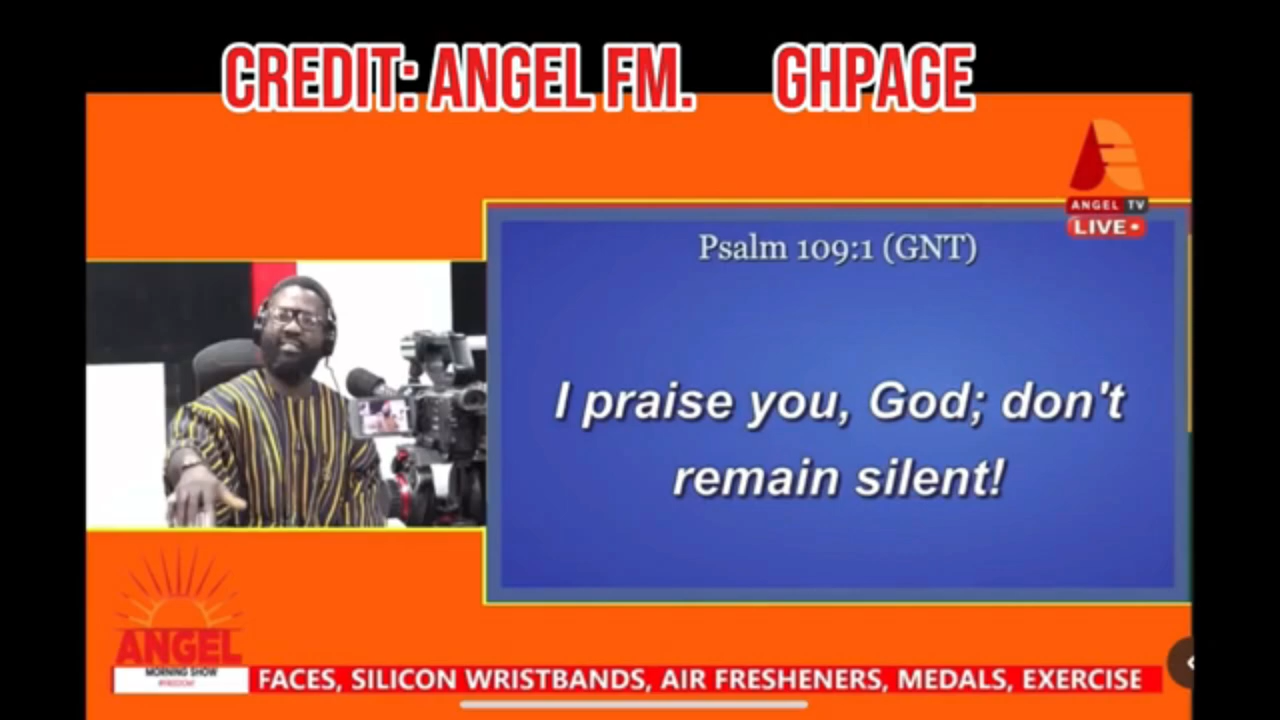 CREDIT: ANGEL FM. GHPAGE
ANGEL TV
LIVE
Psalm 109:1 (GNT)
I praise you, God; don't
remain silent!
ANGEL
MORNING SHOW
#FREEDOM
FACES, SILICON WRISTBANDS, AIR FRESHENERS, MEDALS, EXERCISE